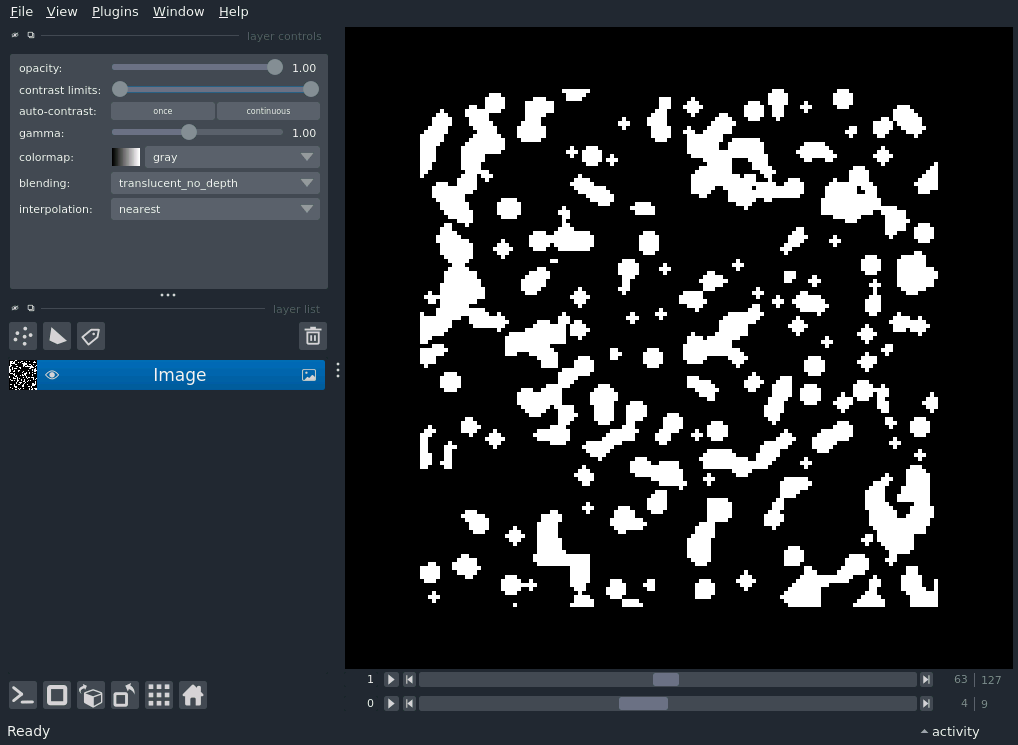 File View Plugins Window Help
layer controls
opacity: 1.00
contrast limits:
auto-contrast: once continuous
gamma: 1.00
colormap: gray
blending: translucent_no_depth
interpolation: nearest
layer list
Image
1 63 127
0 4 9
Ready activity